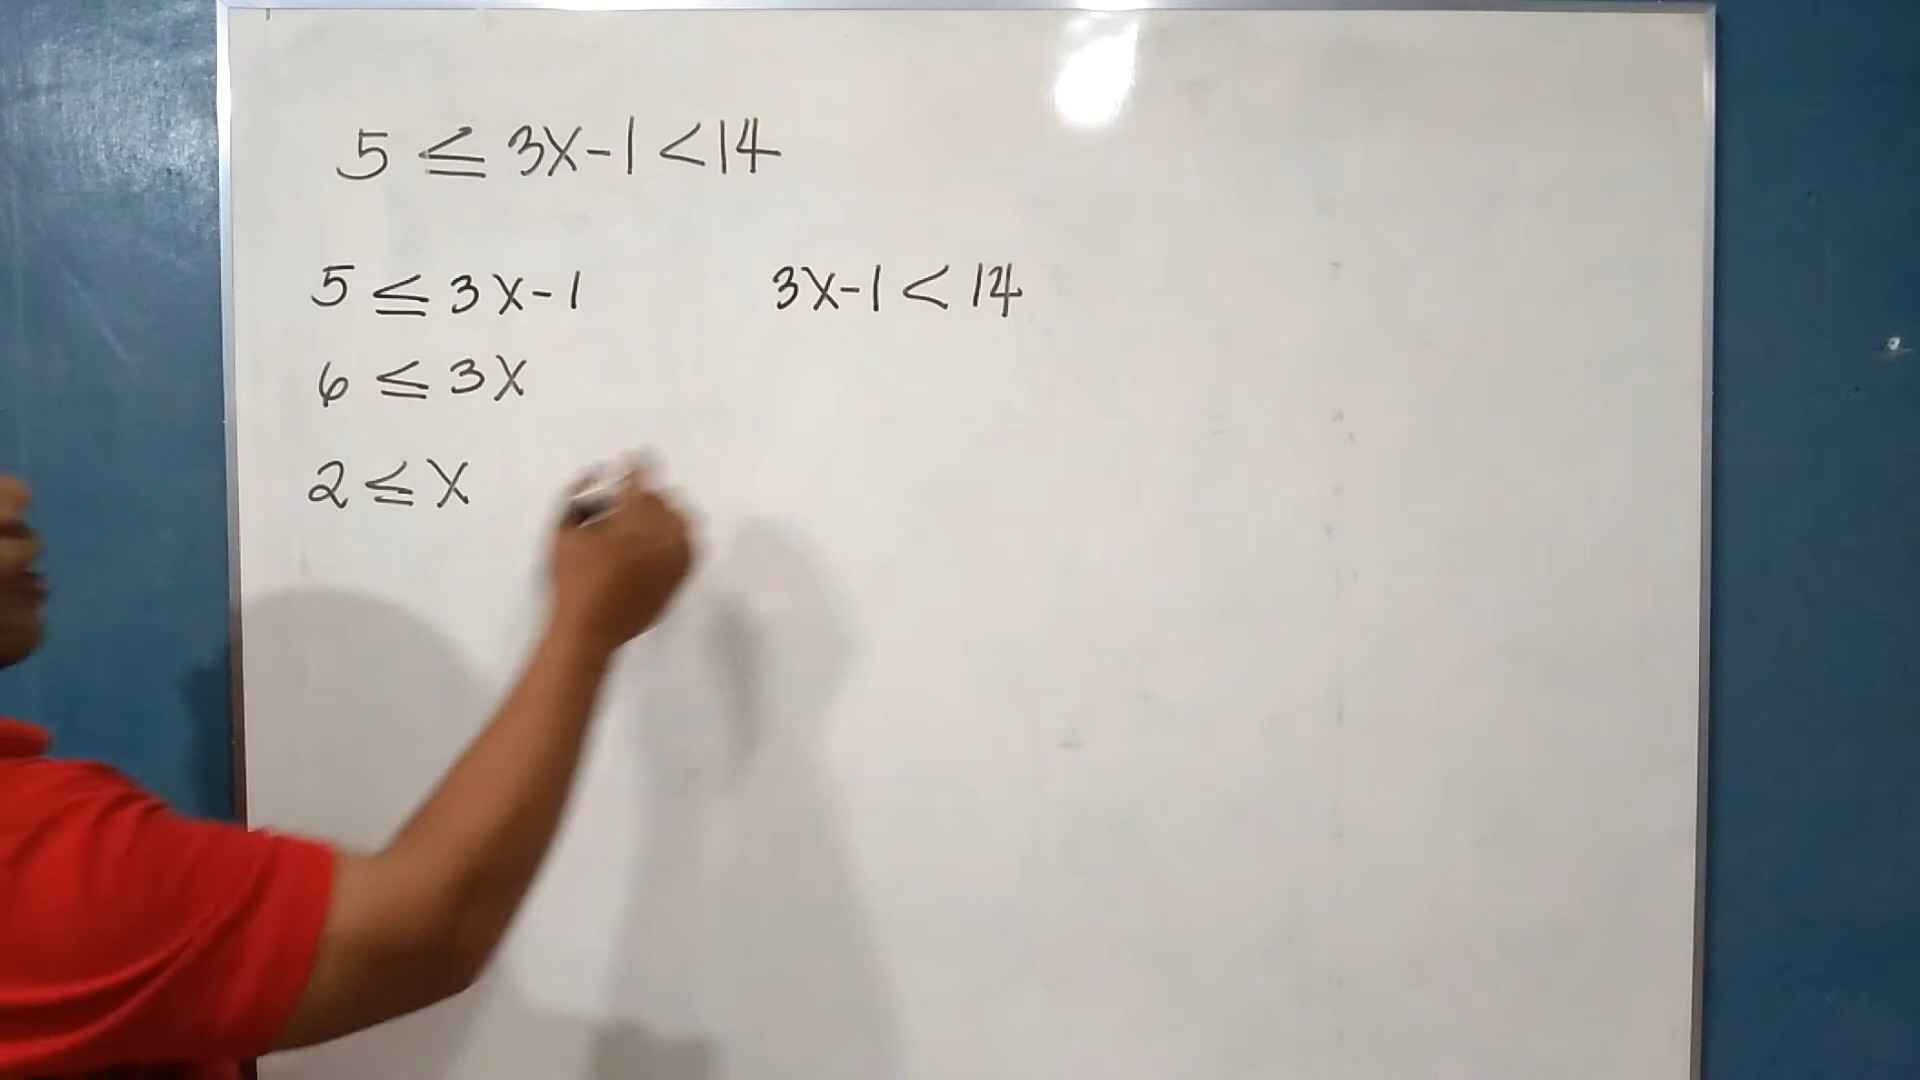 5 ≤ 3x-1 < 14
5 ≤ 3x-1 3x-1 < 14
6 ≤ 3x
2 ≤ x